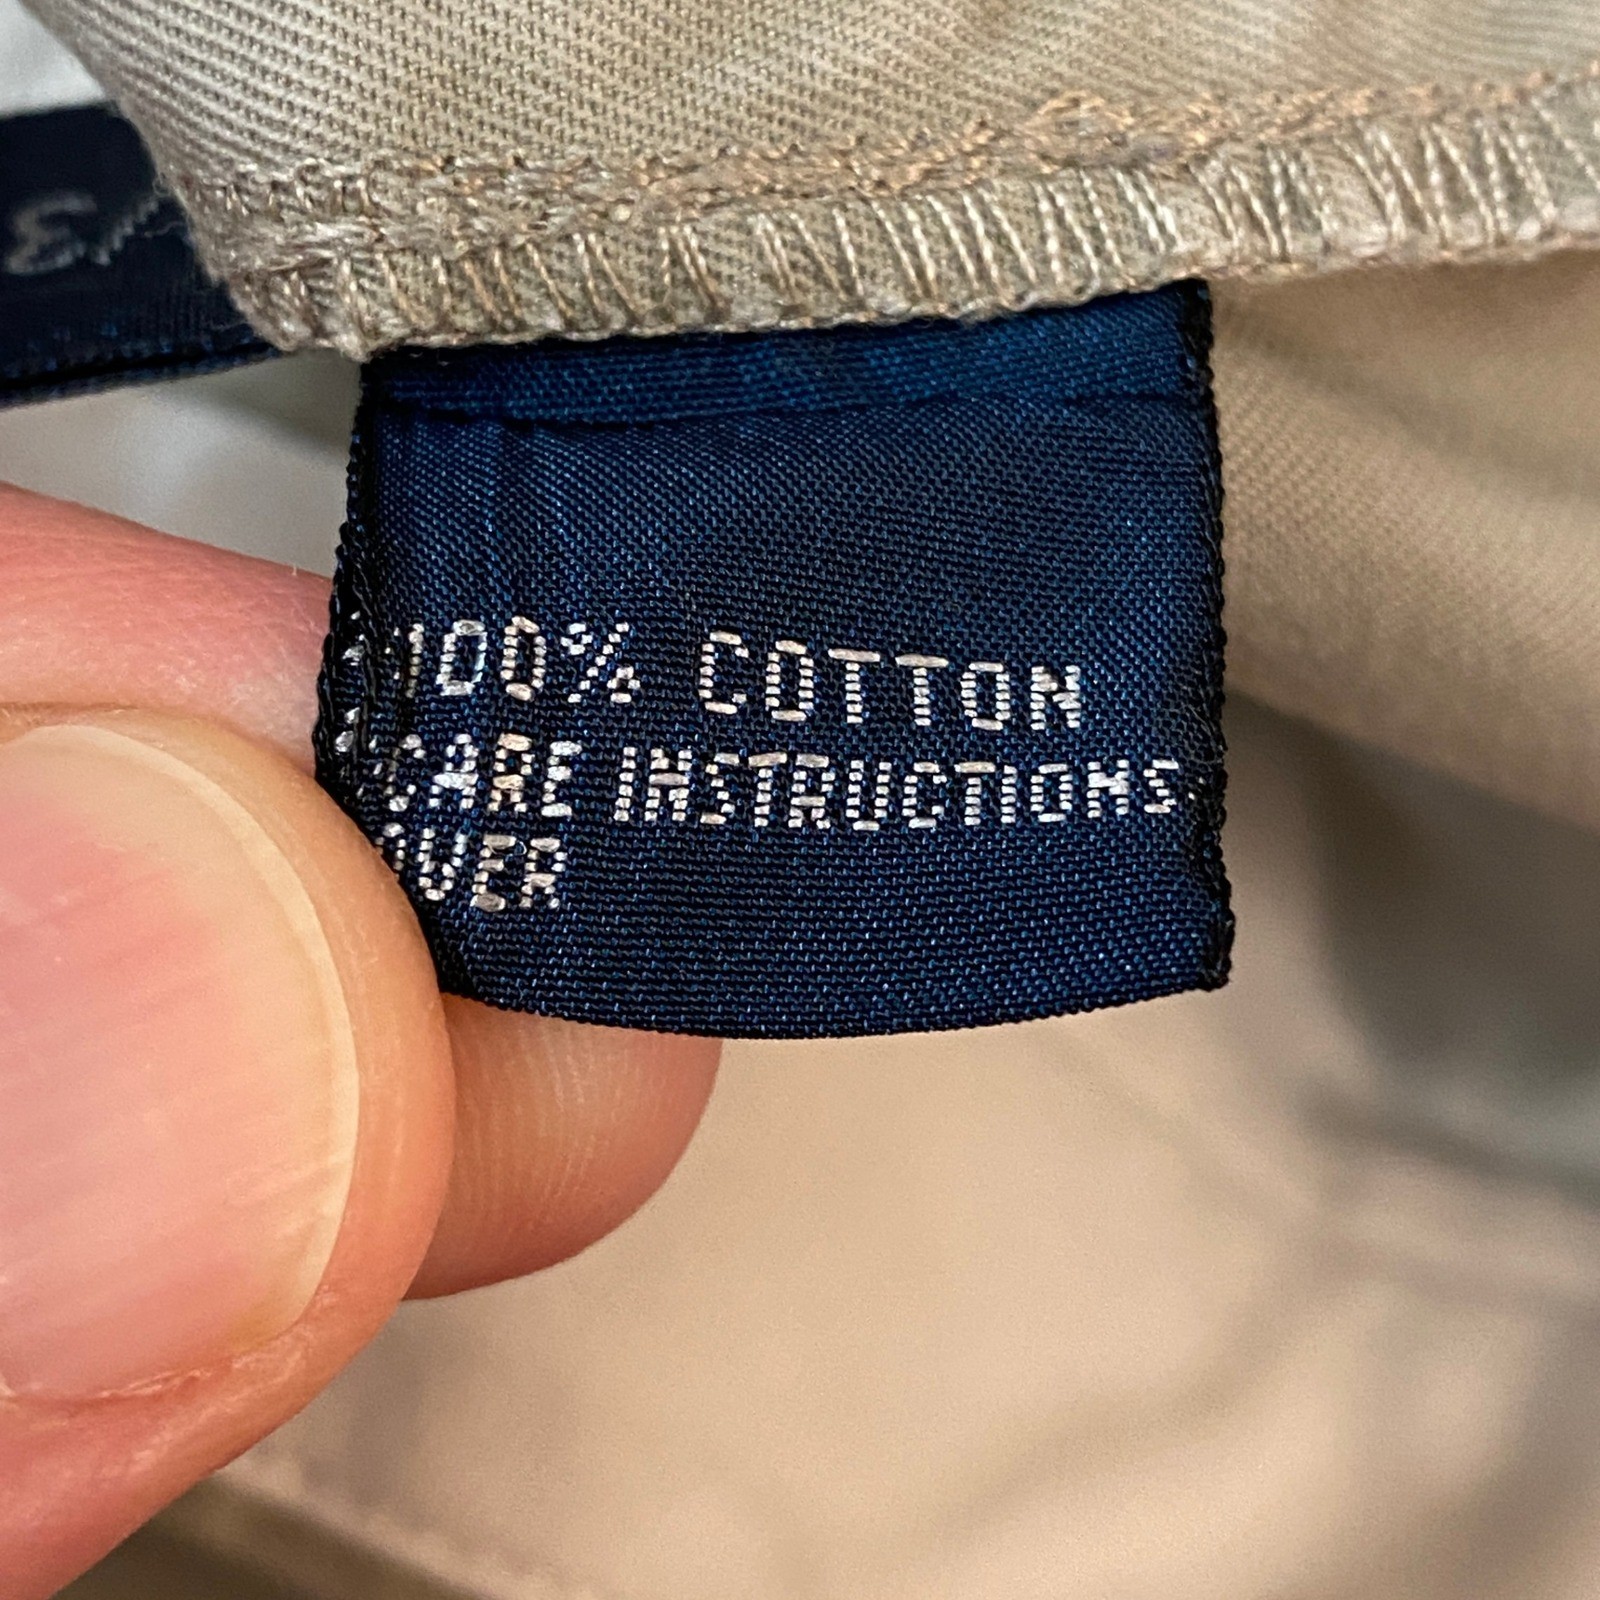 100% COTTON
CARE INSTRUCTIONS
OVER